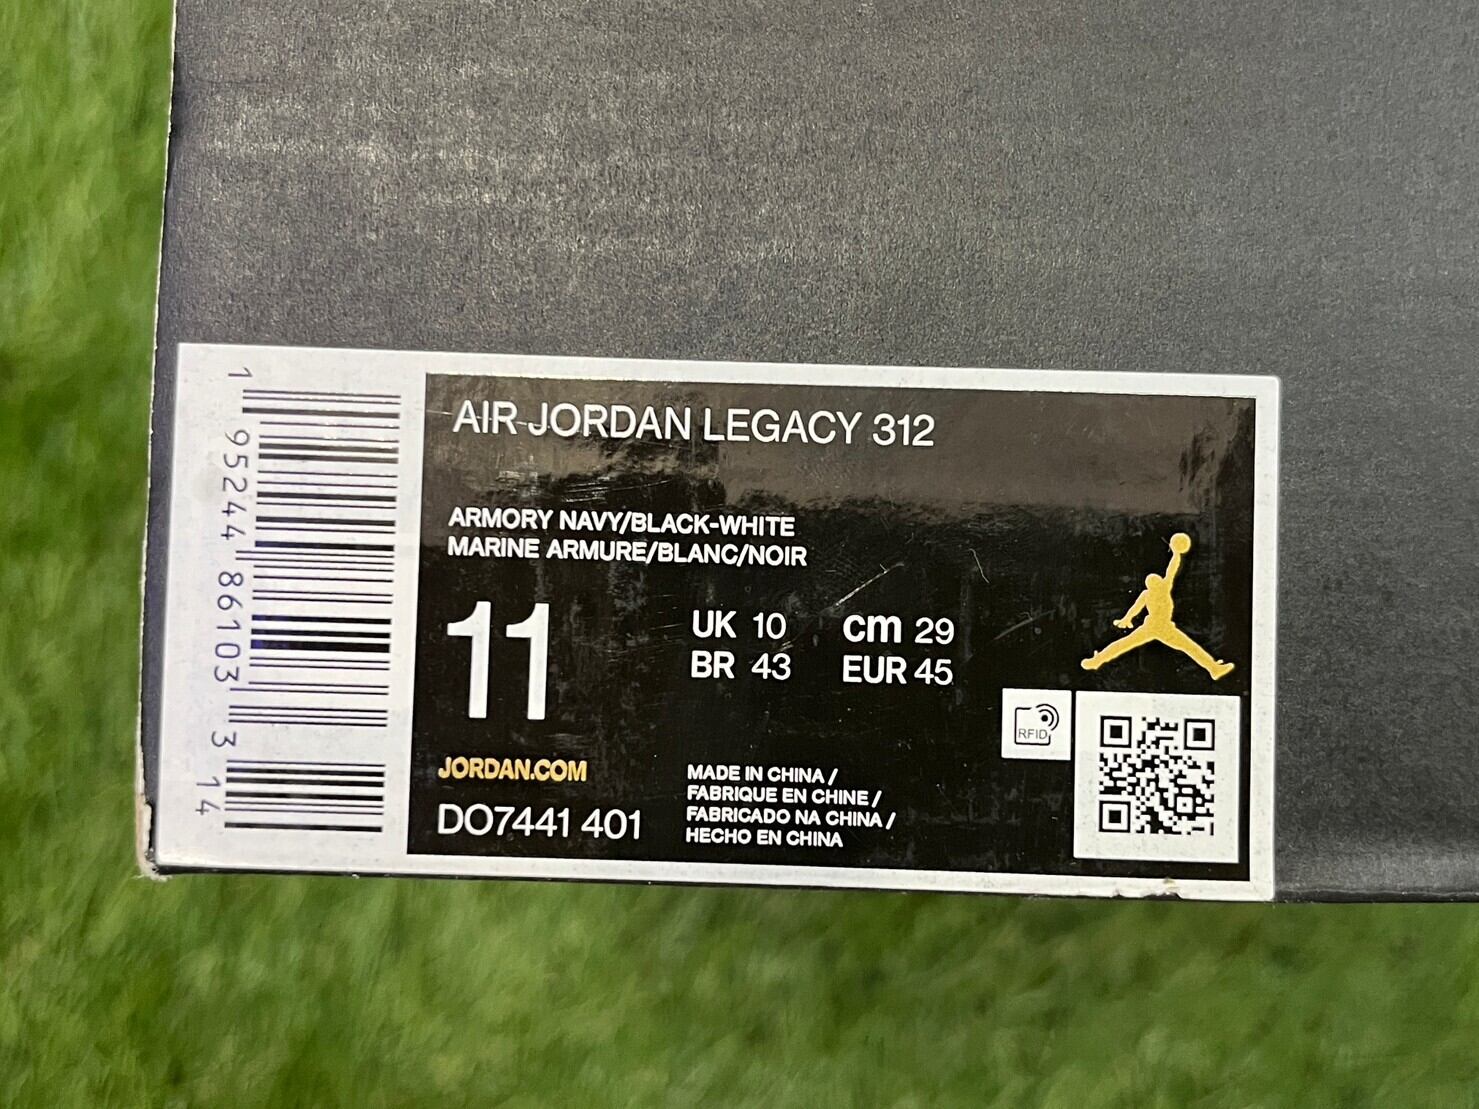 AIR JORDAN LEGACY 312
ARMORY NAVY/BLACK-WHITE
MARINE ARMURE/BLANC/NOIR
11
UK 10 cm 29
BR 43 EUR 45
RFID
JORDAN.COM
DO7441 401
MADE IN CHINA /
FABRIQUE EN CHINE /
FABRICADO NA CHINA /
HECHO EN CHINA
1 95244 86103 3 14